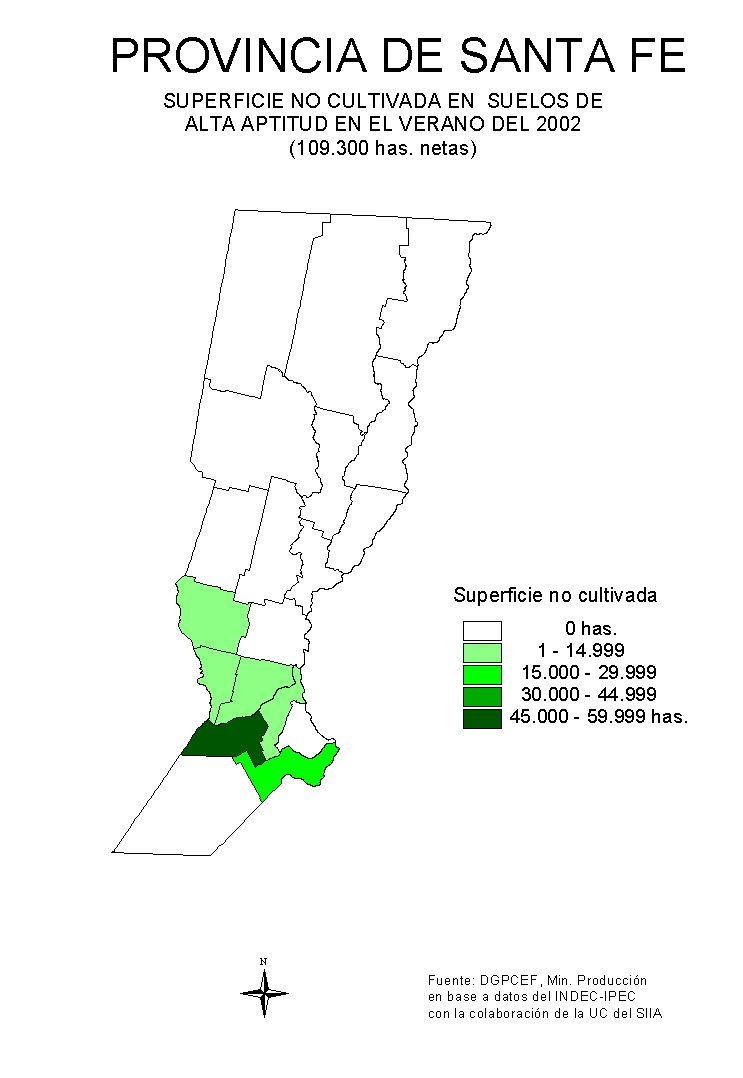 PROVINCIA DE SANTA FE
SUPERFICIE NO CULTIVADA EN SUELOS DE
ALTA APTITUD EN EL VERANO DEL 2002
(109.300 has. netas)
Superficie no cultivada
0 has.
1 - 14.999
15.000 - 29.999
30.000 - 44.999
45.000 - 59.999 has.
N
Fuente: DGPCEF, Min. Producción
en base a datos del INDEC-IPEC
con la colaboración de la UC del SIIA